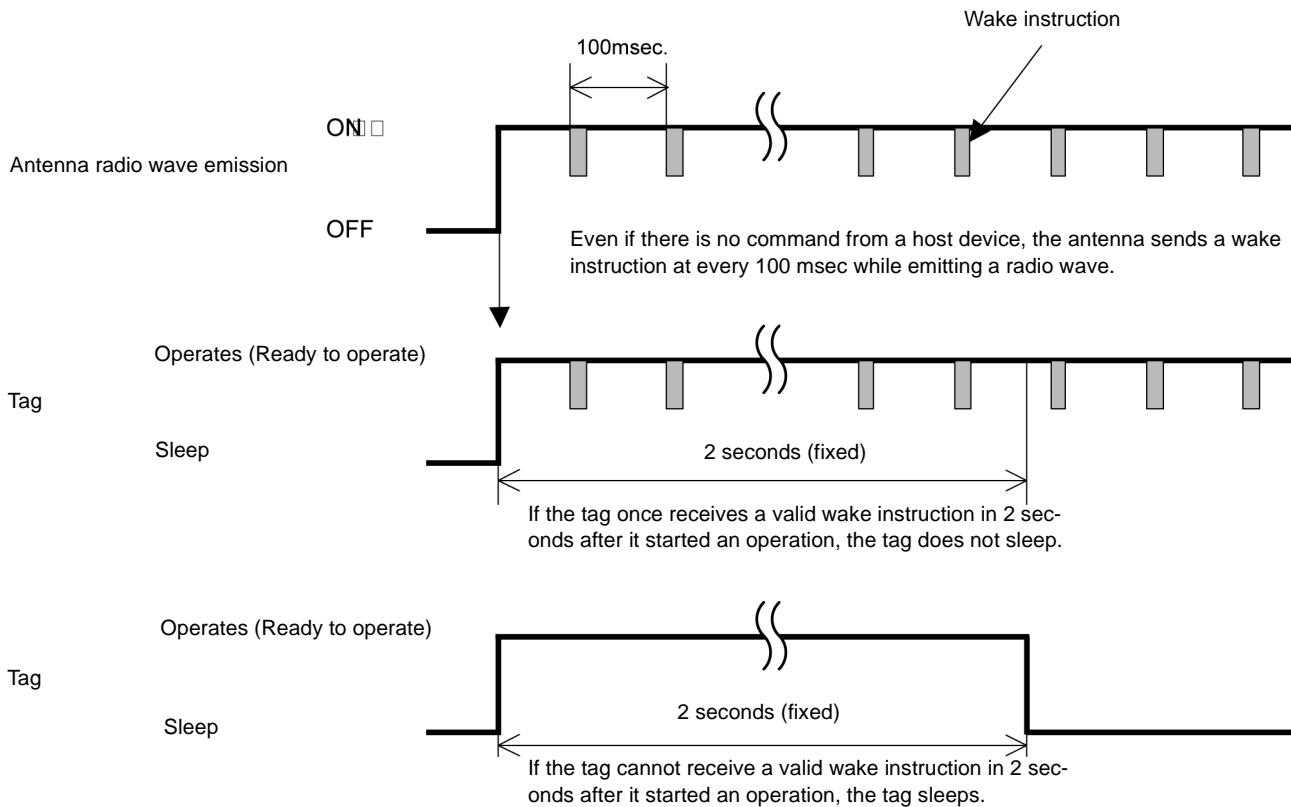 Wake instruction
100msec.
ON
Antenna radio wave emission
OFF
Even if there is no command from a host device, the antenna sends a wake
instruction at every 100 msec while emitting a radio wave.
Operates (Ready to operate)
Tag
Sleep
2 seconds (fixed)
If the tag once receives a valid wake instruction in 2 sec-
onds after it started an operation, the tag does not sleep.
Operates (Ready to operate)
Tag
Sleep
2 seconds (fixed)
If the tag cannot receive a valid wake instruction in 2 sec-
onds after it started an operation, the tag sleeps.